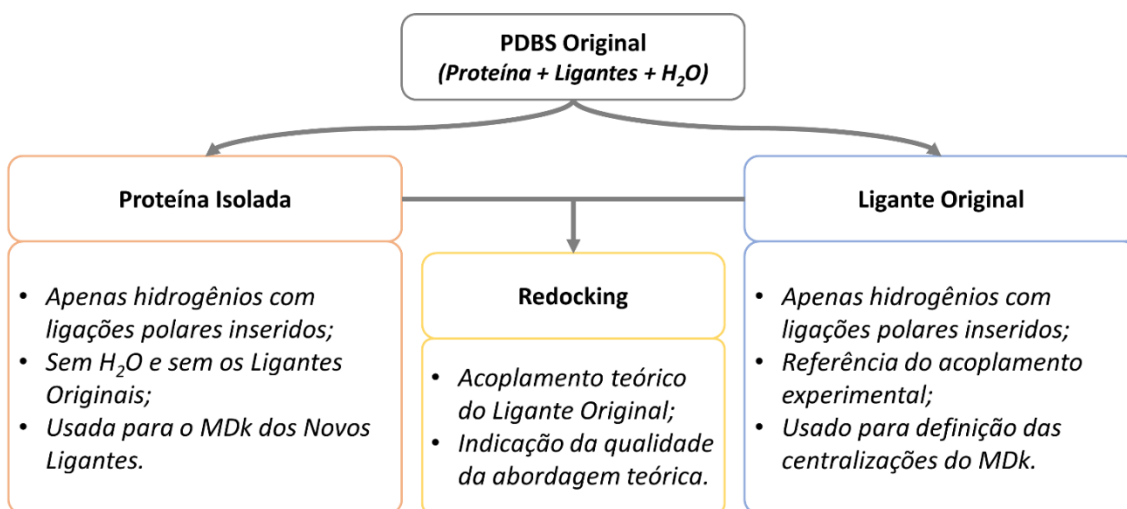 PDBS Original
(Proteína + Ligantes + H₂O)
Proteína Isolada
Ligante Original
• Apenas hidrogênios com
ligações polares inseridos;
• Sem H₂O e sem os Ligantes
Originais;
• Usada para o MDk dos Novos
Ligantes.
Redocking
• Acoplamento teórico
do Ligante Original;
• Indicação da qualidade
da abordagem teórica.
• Apenas hidrogênios com
ligações polares inseridos;
• Referência do acoplamento
experimental;
• Usado para definição das
centralizações do MDk.